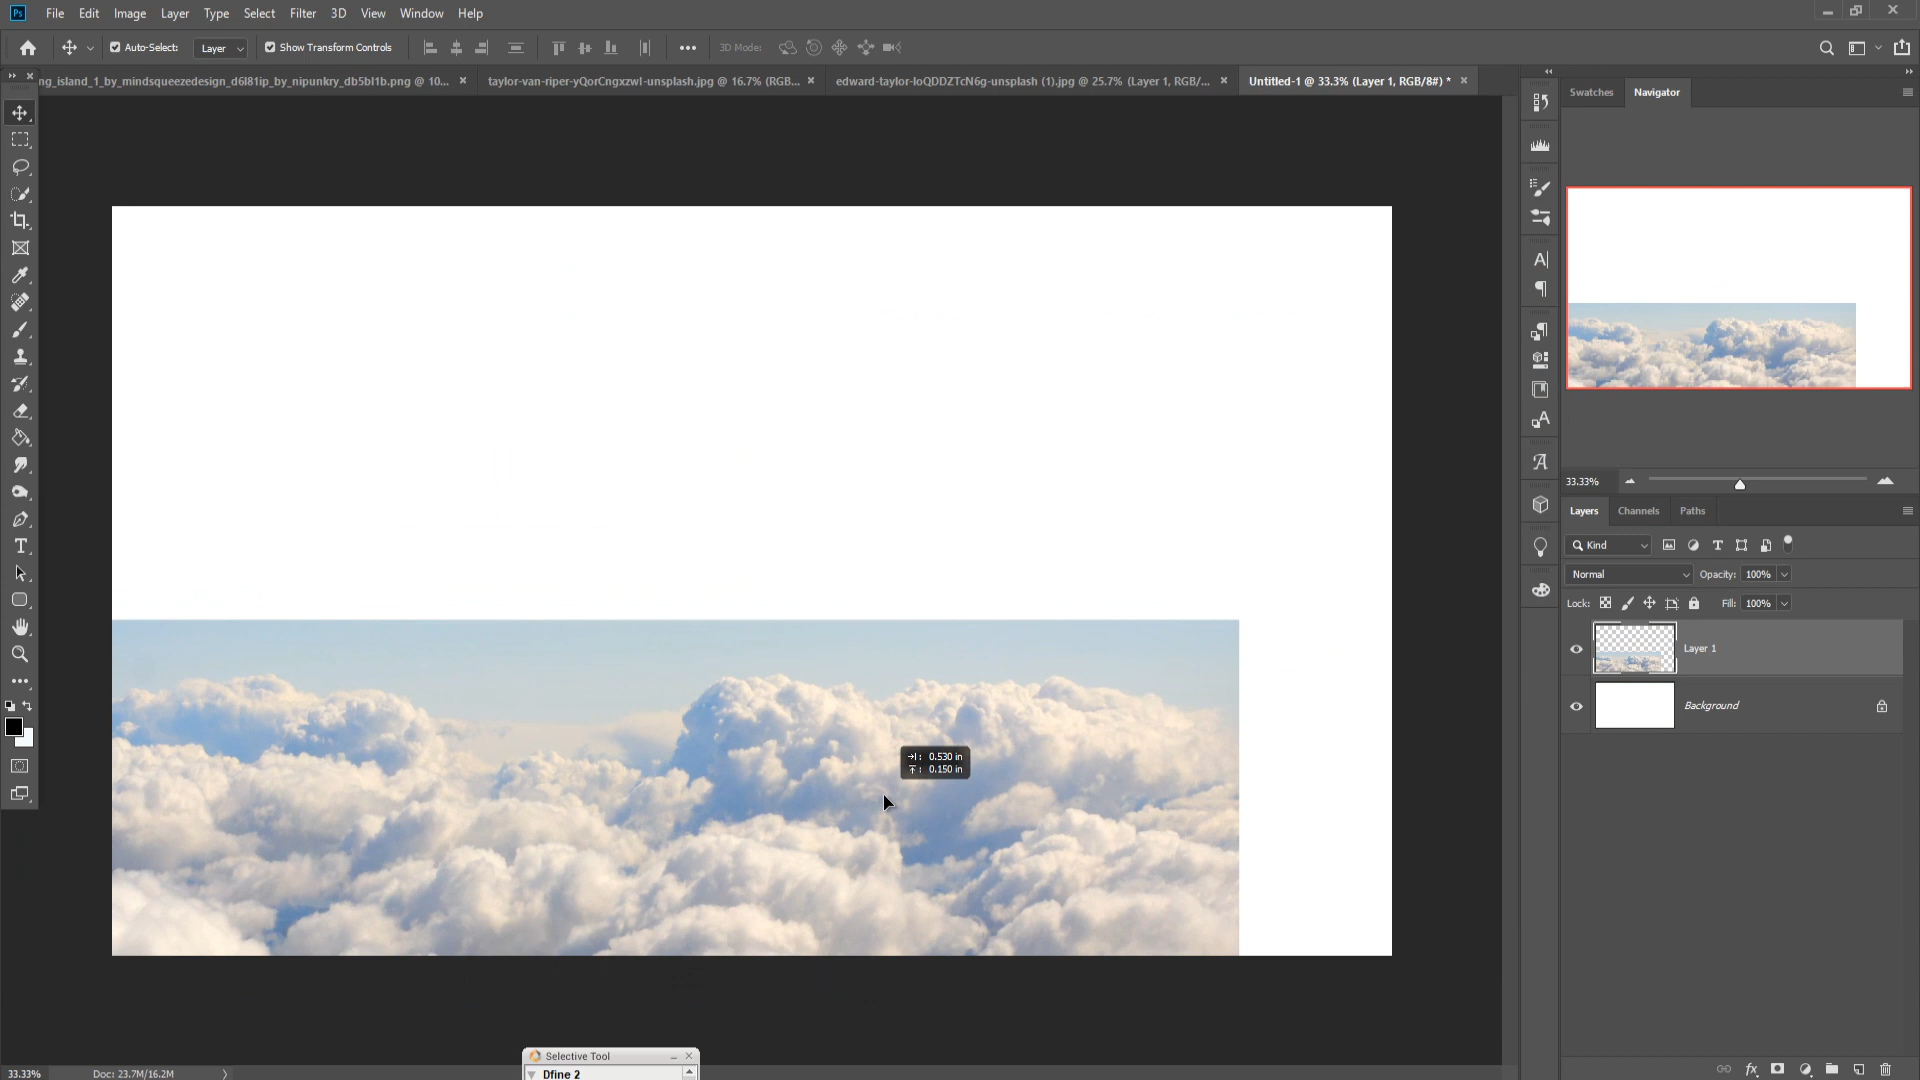 Ps File Edit Image Layer Type Select Filter 3D View Window Help
Auto-Select: Layer Show Transform Controls 3D Mode:
ng_island_1_by_mindsqueezedesign_d6l81ip_by_nipunkry_db5bl1b.png @ 10... × taylor-van-riper-yQorCngxzwI-unsplash.jpg @ 16.7% (RGB... × edward-taylor-loQDDZTcN6g-unsplash (1).jpg @ 25.7% (Layer 1, RGB/... × Untitled-1 @ 33.3% (Layer 1, RGB/8#) * ×
Swatches Navigator
33.33%
Layers Channels Paths
Kind
Normal Opacity: 100%
Lock: Fill: 100%
Layer 1
Background
0.530 in
0.150 in
Selective Tool
Dfine 2
33.33% Doc: 23.7M/16.2M